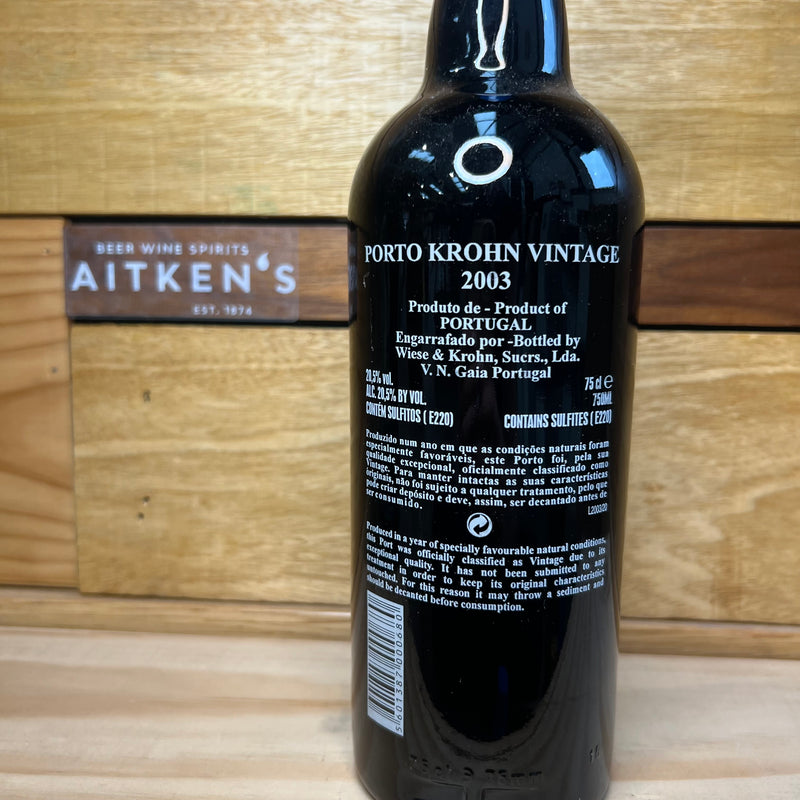 BEER WINE SPIRITS
AITKEN'S
EST. 1874
PORTO KROHN VINTAGE
2003
Produto de - Product of
PORTUGAL
Engarrafado por -Bottled by
Wiese & Krohn, Sucrs., Lda.
V. N. Gaia Portugal
20,5% vol.
ALC. 20,5% BY VOL.
CONTÉM SULFITOS ( E220)
75 cl e
750ML
CONTAINS SULFITES ( E220)
Produzido num ano em que as condições naturais foram
especialmente favoráveis, este Porto foi, pela sua
qualidade excepcional, oficialmente classificado como
Vintage. Para manter intactas as suas características
originais, não foi sujeito a qualquer tratamento, pelo que
pode criar depósito e deve, assim, ser decantado antes de
ser consumido.
L2003/20
Produced in a year of specially favourable natural conditions,
this Port was officially classified as Vintage due to its
exceptional quality. It has not been submitted to any
treatment in order to keep its original characteristics
untouched. For this reason it may throw a sediment and
should be decanted before consumption.
5 601387 000680